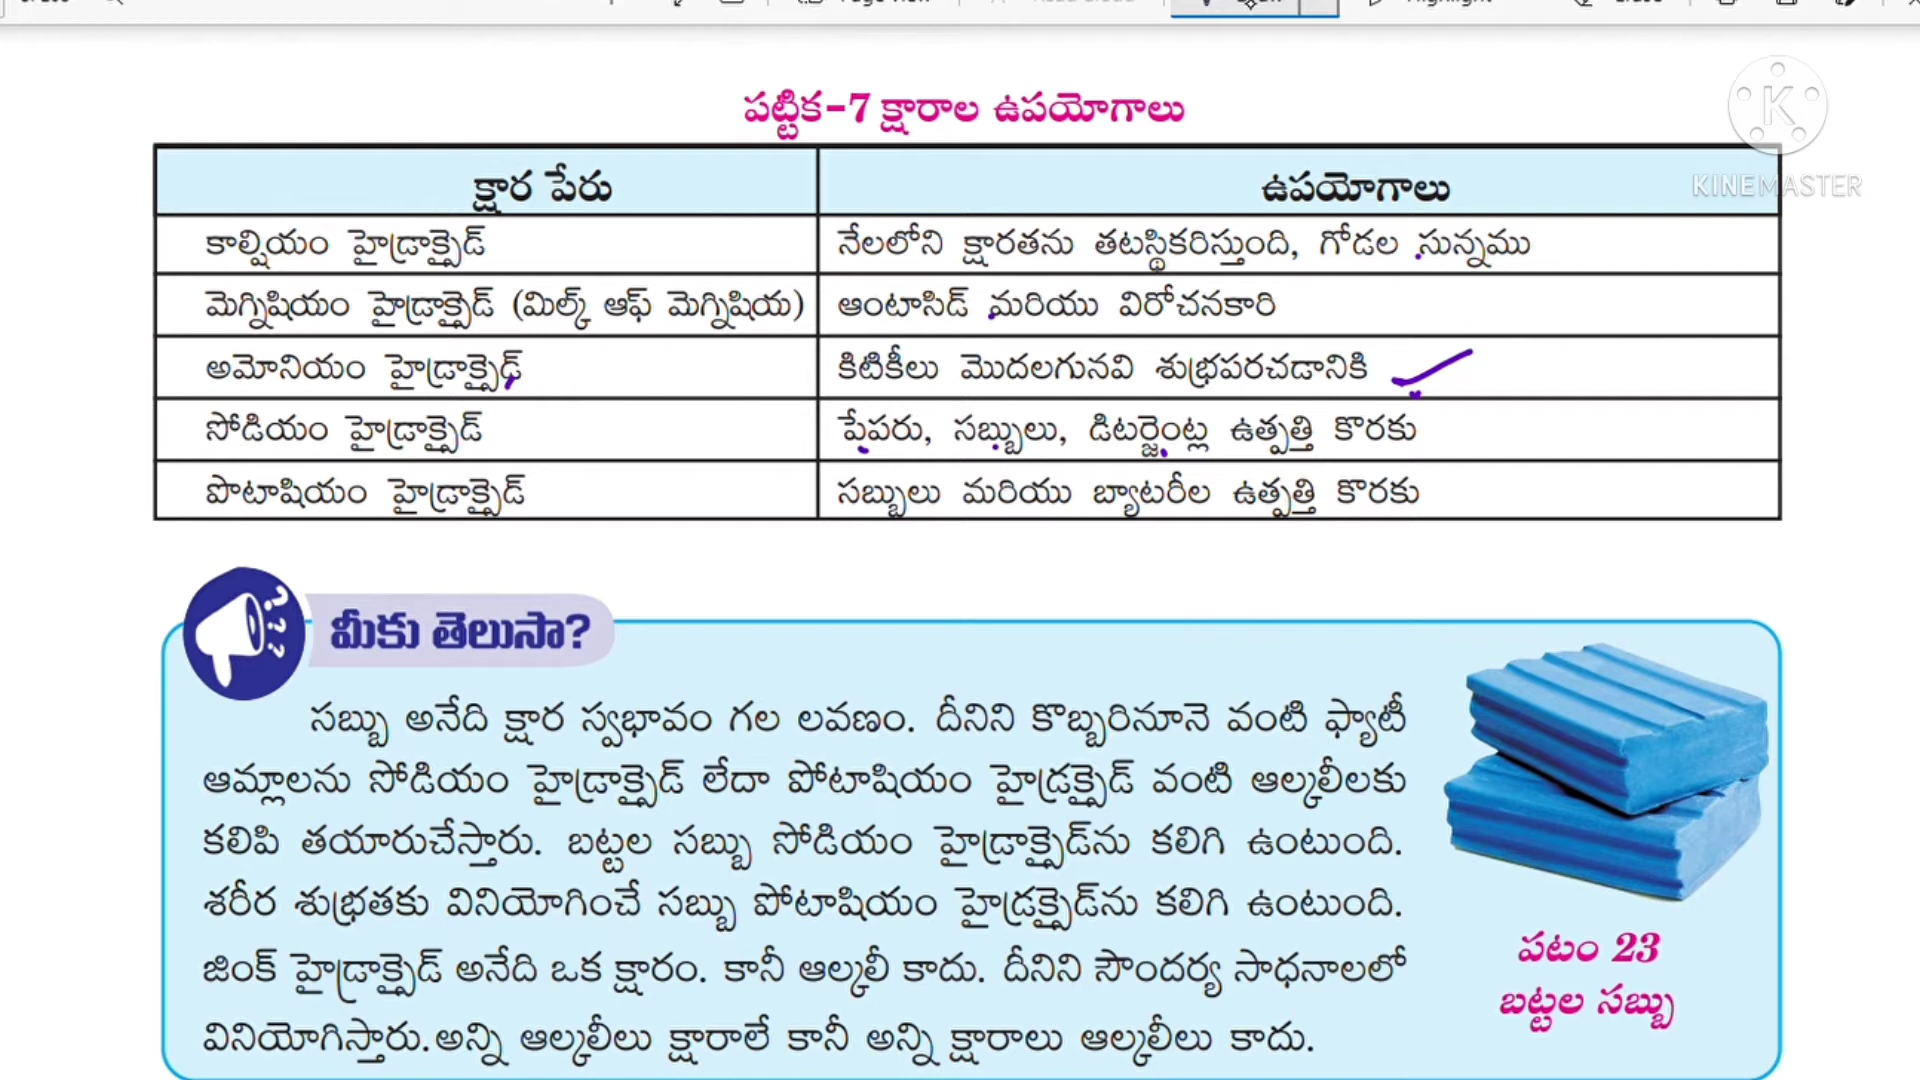 పట్టిక-7 క్షారాల ఉపయోగాలు
KINEMASTER
క్షార పేరు ఉపయోగాలు
కాల్షియం హైడ్రాక్సైడ్ నేలలోని క్షారతను తటస్థికరిస్తుంది, గోడల సున్నము
మెగ్నిషియం హైడ్రాక్సైడ్ (మిల్క్ ఆఫ్ మెగ్నిషియ) ఆంటాసిడ్ మరియు విరోచనకారి
అమోనియం హైడ్రాక్సైడ్ కిటికీలు మొదలగునవి శుభ్రపరచడానికి
సోడియం హైడ్రాక్సైడ్ పేపరు, సబ్బులు, డిటర్జెంట్ల ఉత్పత్తి కొరకు
పొటాషియం హైడ్రాక్సైడ్ సబ్బులు మరియు బ్యాటరీల ఉత్పత్తి కొరకు
మీకు తెలుసా?
సబ్బు అనేది క్షార స్వభావం గల లవణం. దీనిని కొబ్బరినూనె వంటి ఫ్యాటీ
ఆమ్లాలను సోడియం హైడ్రాక్సైడ్ లేదా పోటాషియం హైడ్రక్సైడ్ వంటి ఆల్కలీలకు
కలిపి తయారుచేస్తారు. బట్టల సబ్బు సోడియం హైడ్రాక్సైడ్‌ను కలిగి ఉంటుంది.
శరీర శుభ్రతకు వినియోగించే సబ్బు పోటాషియం హైడ్రక్సైడ్‌ను కలిగి ఉంటుంది.
జింక్ హైడ్రాక్సైడ్ అనేది ఒక క్షారం. కానీ ఆల్కలీ కాదు. దీనిని సౌందర్య సాధనాలలో
వినియోగిస్తారు.అన్ని ఆల్కలీలు క్షారాలే కానీ అన్ని క్షారాలు ఆల్కలీలు కాదు.
పటం 23
బట్టల సబ్బు